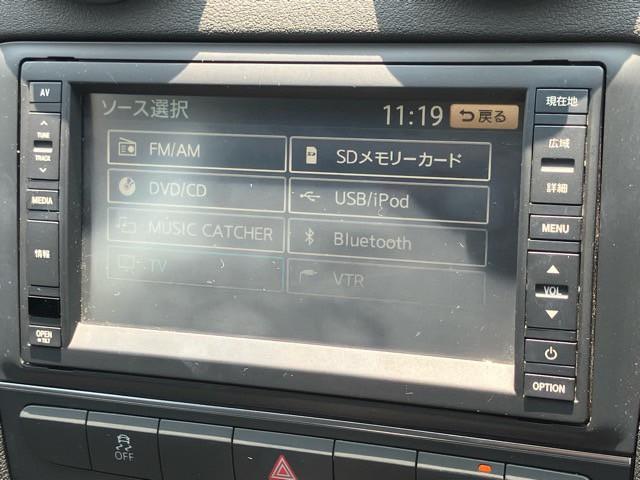 AV
TUNE
TRACK
MEDIA
情報
OPEN
TILT
ソース選択
11:19
戻る
FM/AM
SDメモリーカード
DVD/CD
USB/iPod
MUSIC CATCHER
Bluetooth
TV
VTR
現在地
広域
詳細
MENU
VOL
OPTION
OFF